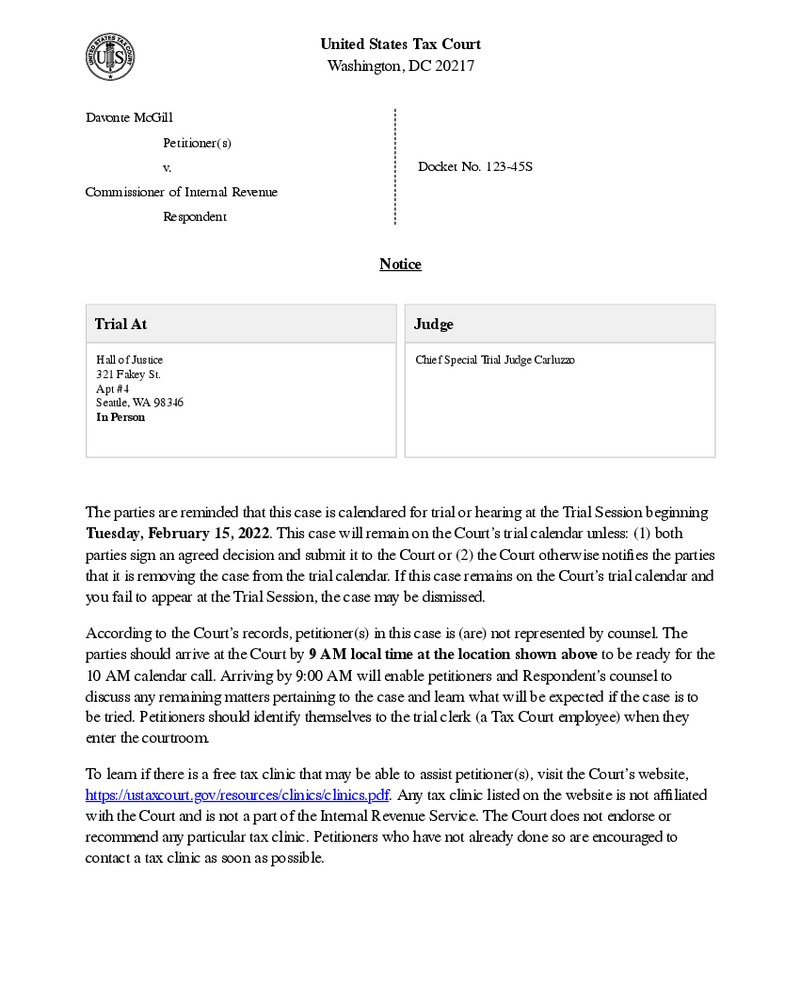 United States Tax Court
Washington, DC 20217
Davonte McGill
Petitioner(s)
v.
Commissioner of Internal Revenue
Respondent
Docket No. 123-45S
Notice
Trial At
Hall of Justice
321 Fakey St.
Apt #4
Seattle, WA 98346
In Person
Judge
Chief Special Trial Judge Carluzzo
The parties are reminded that this case is calendared for trial or hearing at the Trial Session beginning
Tuesday, February 15, 2022. This case will remain on the Court's trial calendar unless: (1) both
parties sign an agreed decision and submit it to the Court or (2) the Court otherwise notifies the parties
that it is removing the case from the trial calendar. If this case remains on the Court's trial calendar and
you fail to appear at the Trial Session, the case may be dismissed.
According to the Court's records, petitioner(s) in this case is (are) not represented by counsel. The
parties should arrive at the Court by 9 AM local time at the location shown above to be ready for the
10 AM calendar call. Arriving by 9:00 AM will enable petitioners and Respondent's counsel to
discuss any remaining matters pertaining to the case and learn what will be expected if the case is to
be tried. Petitioners should identify themselves to the trial clerk (a Tax Court employee) when they
enter the courtroom.
To learn if there is a free tax clinic that may be able to assist petitioner(s), visit the Court's website,
https://ustaxcourt.gov/resources/clinics/clinics.pdf. Any tax clinic listed on the website is not affiliated
with the Court and is not a part of the Internal Revenue Service. The Court does not endorse or
recommend any particular tax clinic. Petitioners who have not already done so are encouraged to
contact a tax clinic as soon as possible.